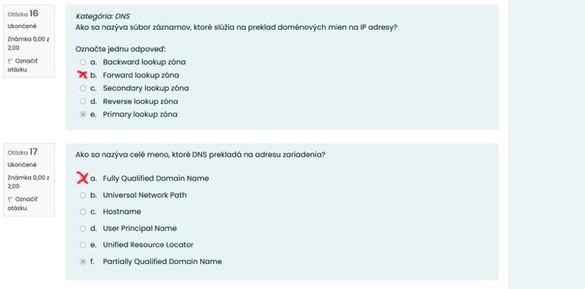 Otázka 16
Ukončené
Známka 0,00 z
2,00
Označiť
otázku
Kategória: DNS
Ako sa nazýva súbor záznamov, ktoré slúžia na preklad doménových mien na IP adresy?
Označte jednu odpoveď:
a. Backward lookup zóna
b. Forward lookup zóna
c. Secondary lookup zóna
d. Reverse lookup zóna
e. Primary lookup zóna
Otázka 17
Ukončené
Známka 0,00 z
2,00
Označiť
otázku
Ako sa nazýva celé meno, ktoré DNS prekladá na adresu zariadenia?
a. Fully Qualified Domain Name
b. Universal Network Path
c. Hostname
d. User Principal Name
e. Unified Resource Locator
f. Partially Qualified Domain Name